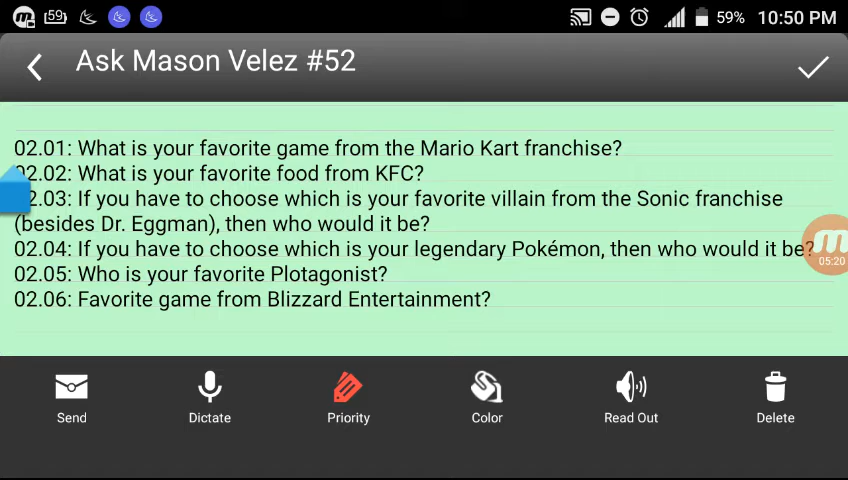 59 59% 10:50 PM
Ask Mason Velez #52
02.01: What is your favorite game from the Mario Kart franchise?
02.02: What is your favorite food from KFC?
02.03: If you have to choose which is your favorite villain from the Sonic franchise
(besides Dr. Eggman), then who would it be?
02.04: If you have to choose which is your legendary Pokémon, then who would it be?
02.05: Who is your favorite Plotagonist?
02.06: Favorite game from Blizzard Entertainment?
05:20
Send Dictate Priority Color Read Out Delete